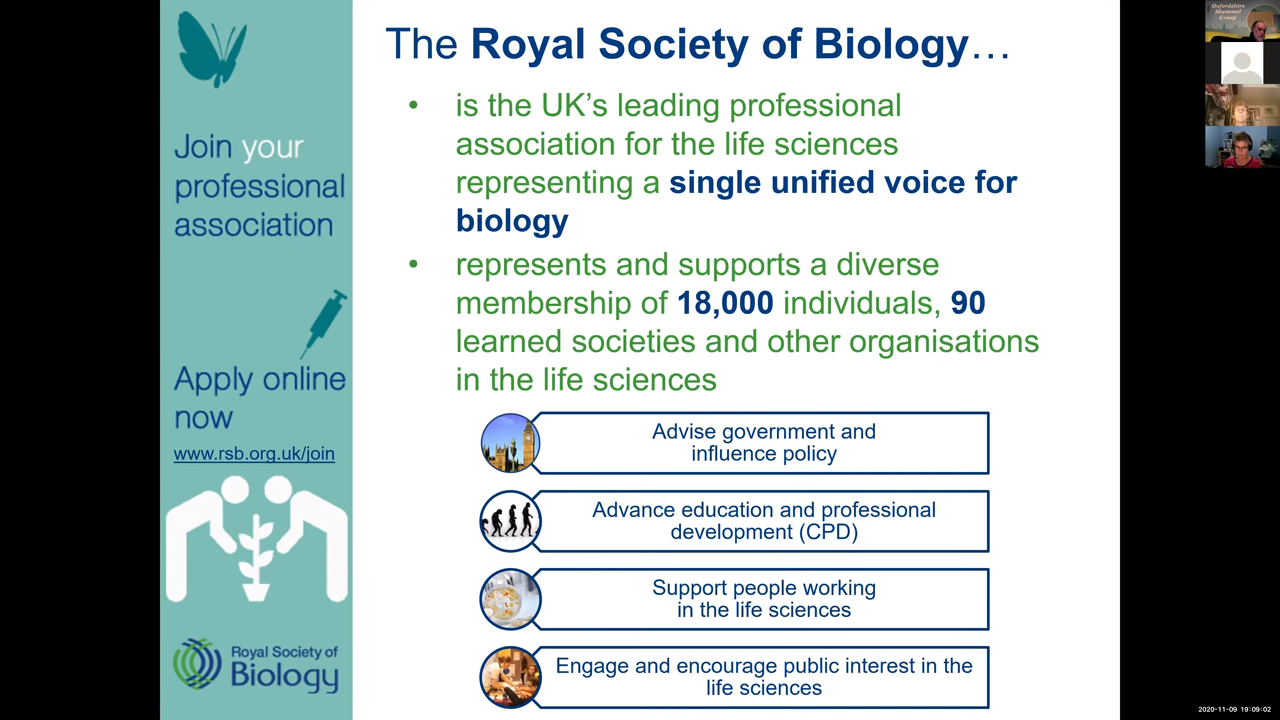 Join your
professional
association
Apply online
now
www.rsb.org.uk/join
Royal Society of
Biology
The Royal Society of Biology…
• is the UK’s leading professional
association for the life sciences
representing a single unified voice for
biology
• represents and supports a diverse
membership of 18,000 individuals, 90
learned societies and other organisations
in the life sciences
Advise government and
influence policy
Advance education and professional
development (CPD)
Support people working
in the life sciences
Engage and encourage public interest in the
life sciences
Oxfordshire
Mammal
Group
2020-11-09 19:09:02